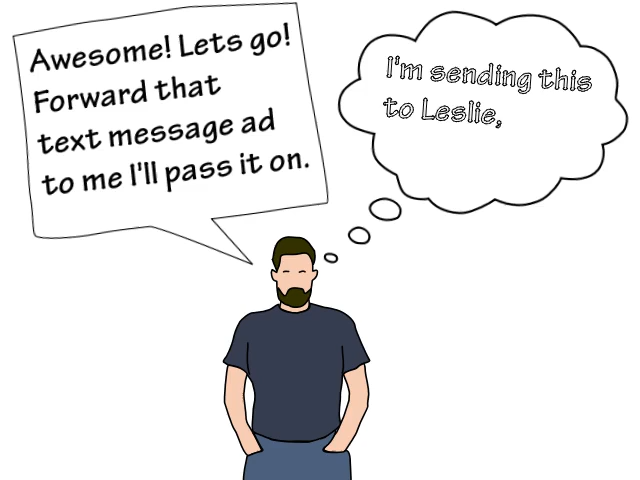 Awesome! Lets go!
Forward that
text message ad
to me I'll pass it on.
I'm sending this
to Leslie,